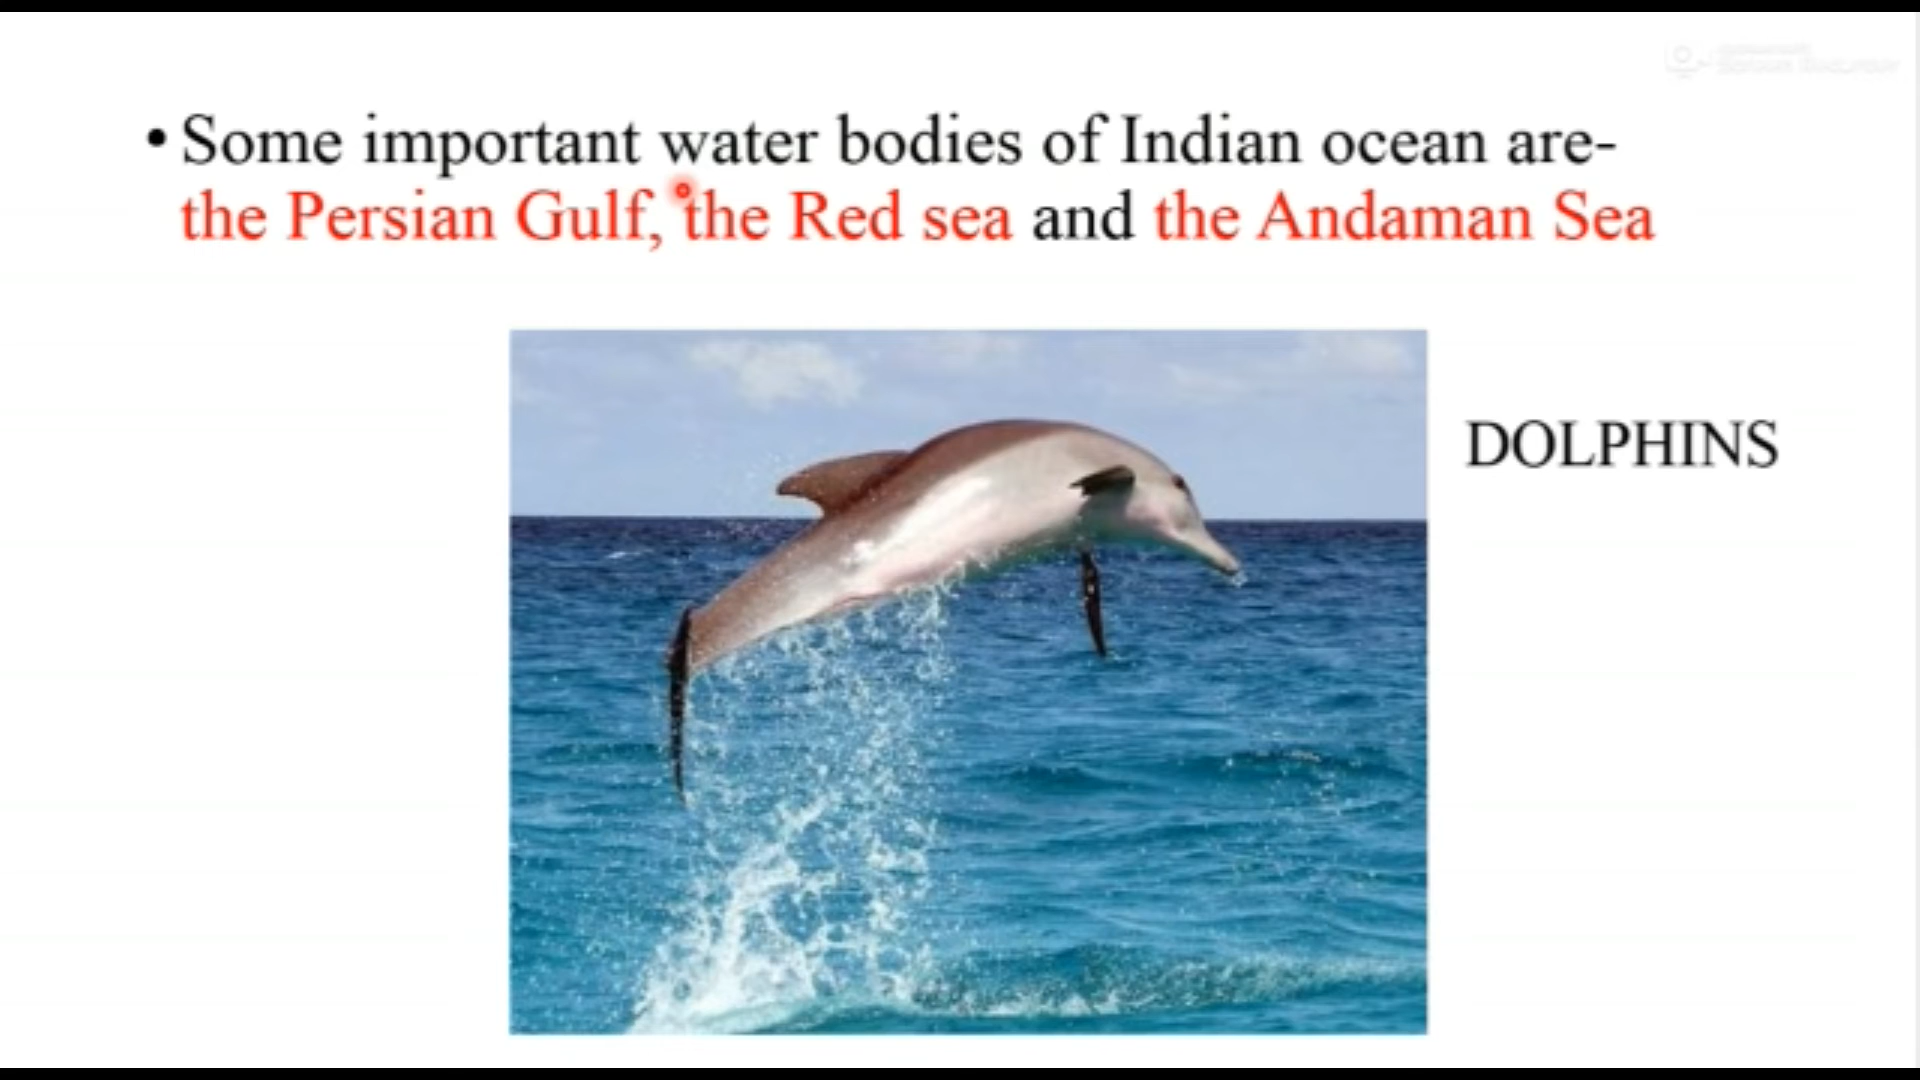 • Some important water bodies of Indian ocean are-
the Persian Gulf, the Red sea and the Andaman Sea
DOLPHINS